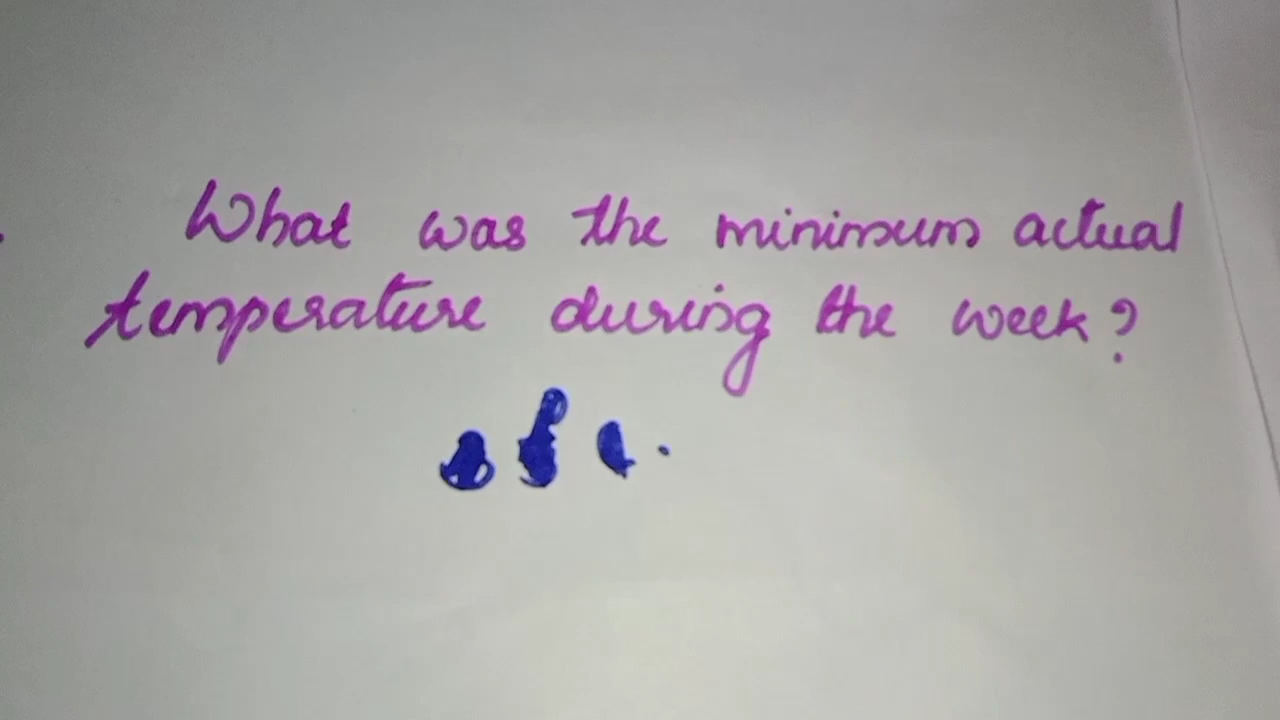 What was the minimum actual
temperature during the week?